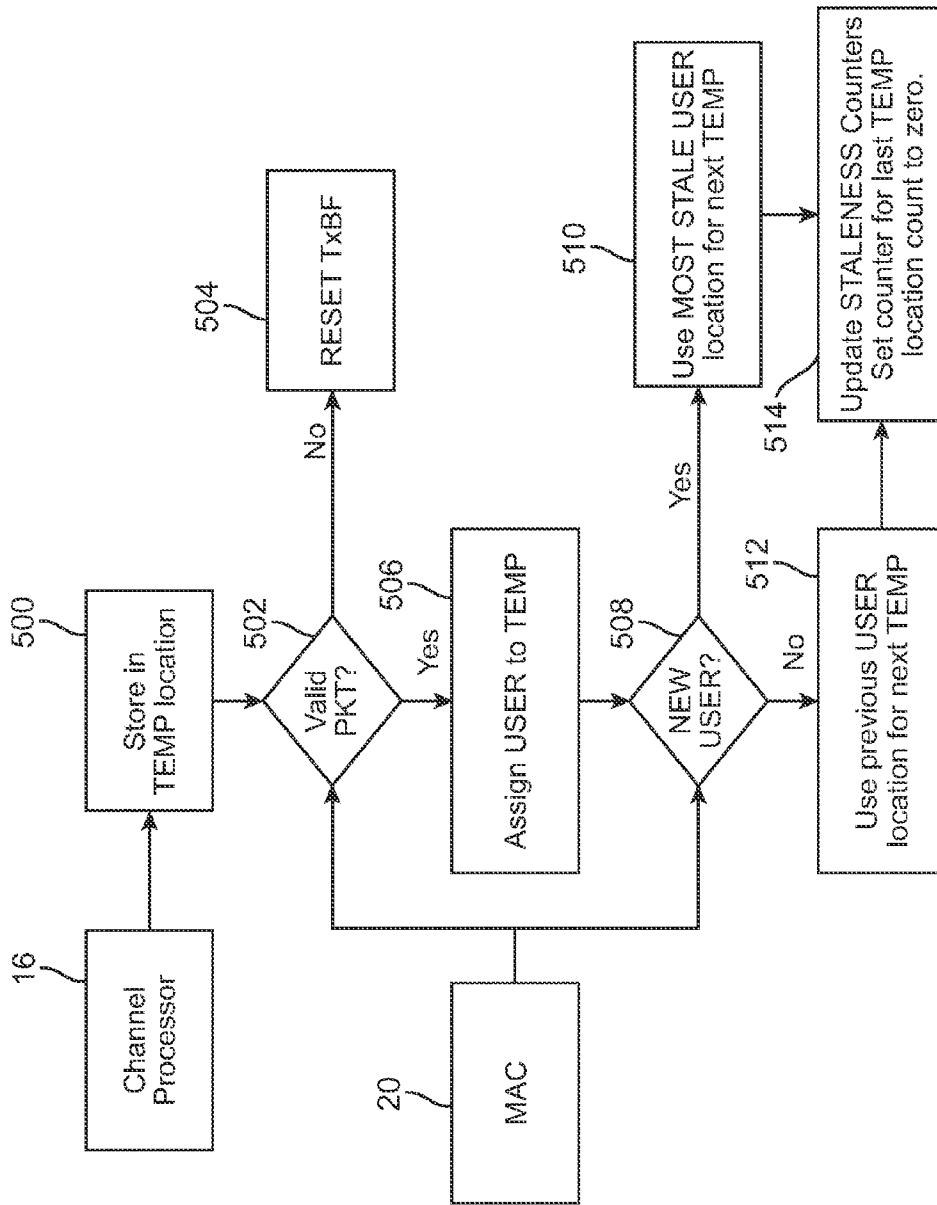 16
Channel
Processor
500
Store in
TEMP location
502
Valid
PKT?
No
504
RESET TxBF
Yes
506
Assign USER to TEMP
20
MAC
508
NEW
USER?
Yes
510
Use MOST STALE USER
location for next TEMP
No
512
Use previous USER
location for next TEMP
514
Update STALENESS Counters
Set counter for last TEMP
location count to zero.